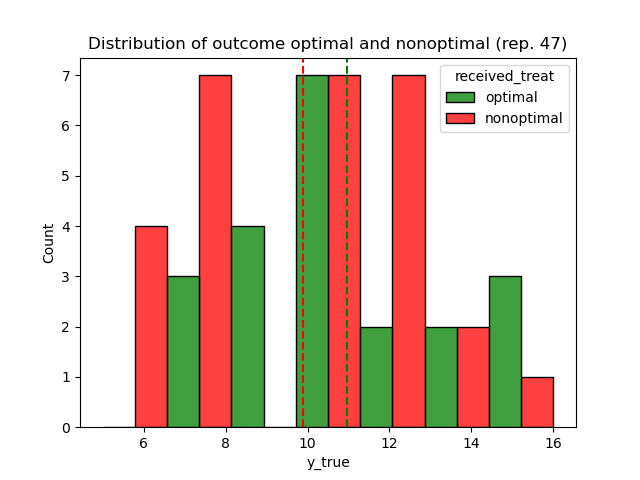 Distribution of outcome optimal and nonoptimal (rep. 47)
received_treat
optimal
nonoptimal
Count
7
6
5
4
3
2
1
0
6 8 10 12 14 16
y_true